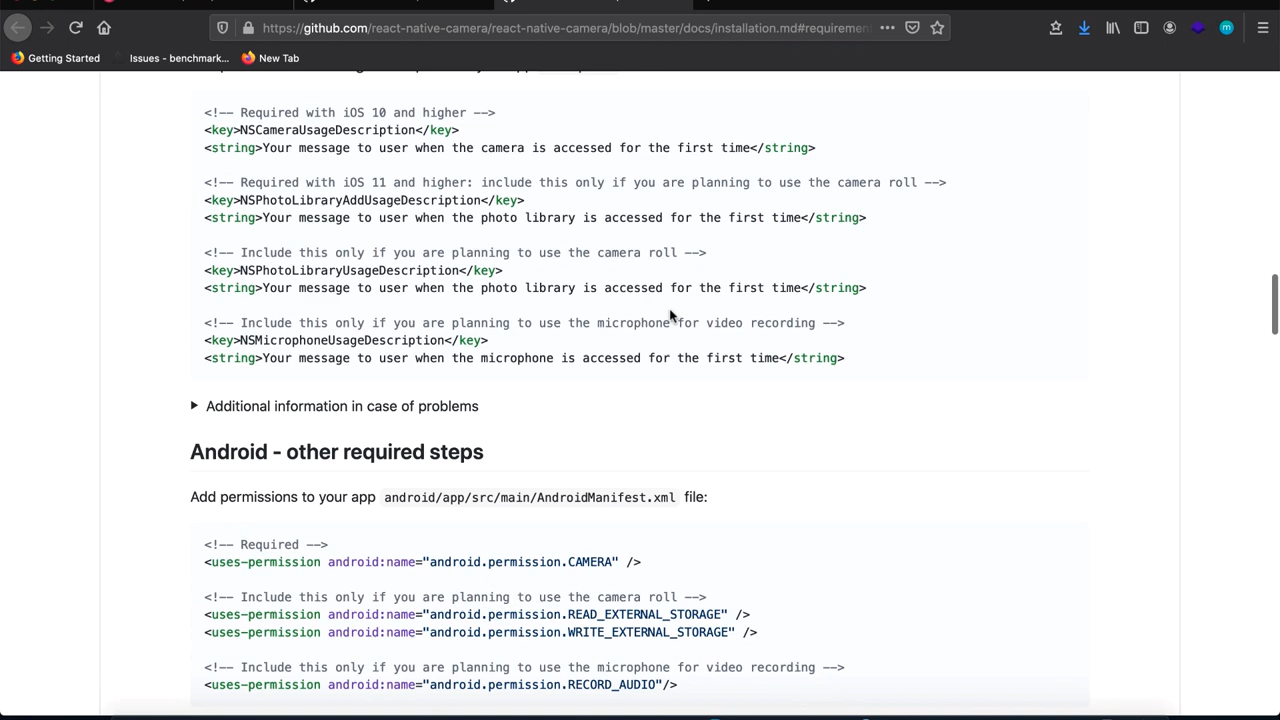 https://github.com/react-native-camera/react-native-camera/blob/master/docs/installation.md#requiremen
Getting Started
Issues - benchmark...
New Tab
<!-- Required with iOS 10 and higher -->
<key>NSCameraUsageDescription</key>
<string>Your message to user when the camera is accessed for the first time</string>
<!-- Required with iOS 11 and higher: include this only if you are planning to use the camera roll -->
<key>NSPhotoLibraryAddUsageDescription</key>
<string>Your message to user when the photo library is accessed for the first time</string>
<!-- Include this only if you are planning to use the camera roll -->
<key>NSPhotoLibraryUsageDescription</key>
<string>Your message to user when the photo library is accessed for the first time</string>
<!-- Include this only if you are planning to use the microphone for video recording -->
<key>NSMicrophoneUsageDescription</key>
<string>Your message to user when the microphone is accessed for the first time</string>
Additional information in case of problems
Android - other required steps
Add permissions to your app android/app/src/main/AndroidManifest.xml file:
<!-- Required -->
<uses-permission android:name="android.permission.CAMERA" />
<!-- Include this only if you are planning to use the camera roll -->
<uses-permission android:name="android.permission.READ_EXTERNAL_STORAGE" />
<uses-permission android:name="android.permission.WRITE_EXTERNAL_STORAGE" />
<!-- Include this only if you are planning to use the microphone for video recording -->
<uses-permission android:name="android.permission.RECORD_AUDIO"/>